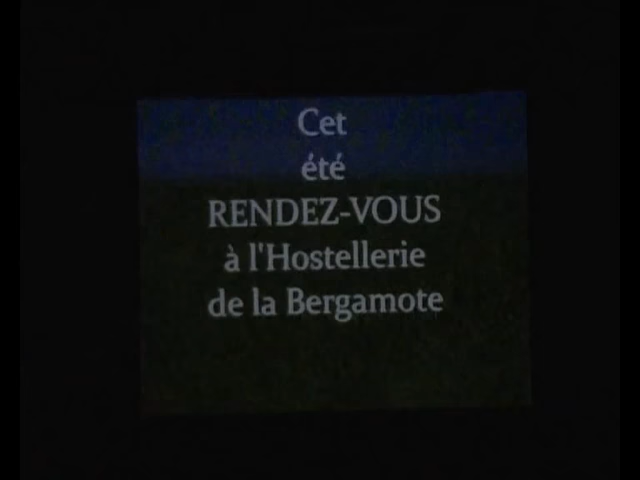 Cet
été
RENDEZ-VOUS
à l'Hostellerie
de la Bergamote